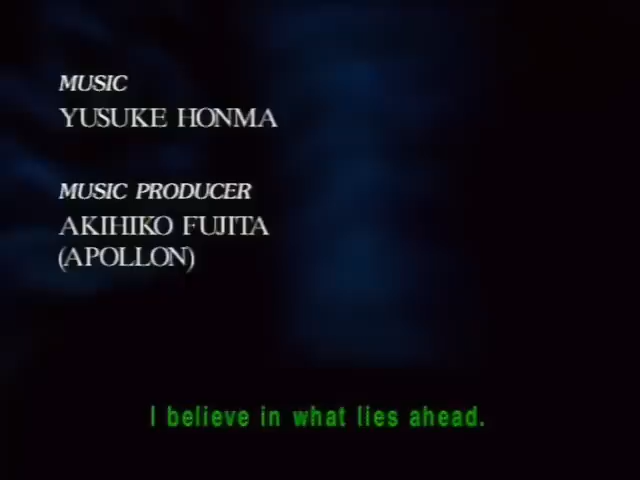 MUSIC
YUSUKE HONMA
MUSIC PRODUCER
AKIHIKO FUJITA
(APOLLON)
I believe in what lies ahead.